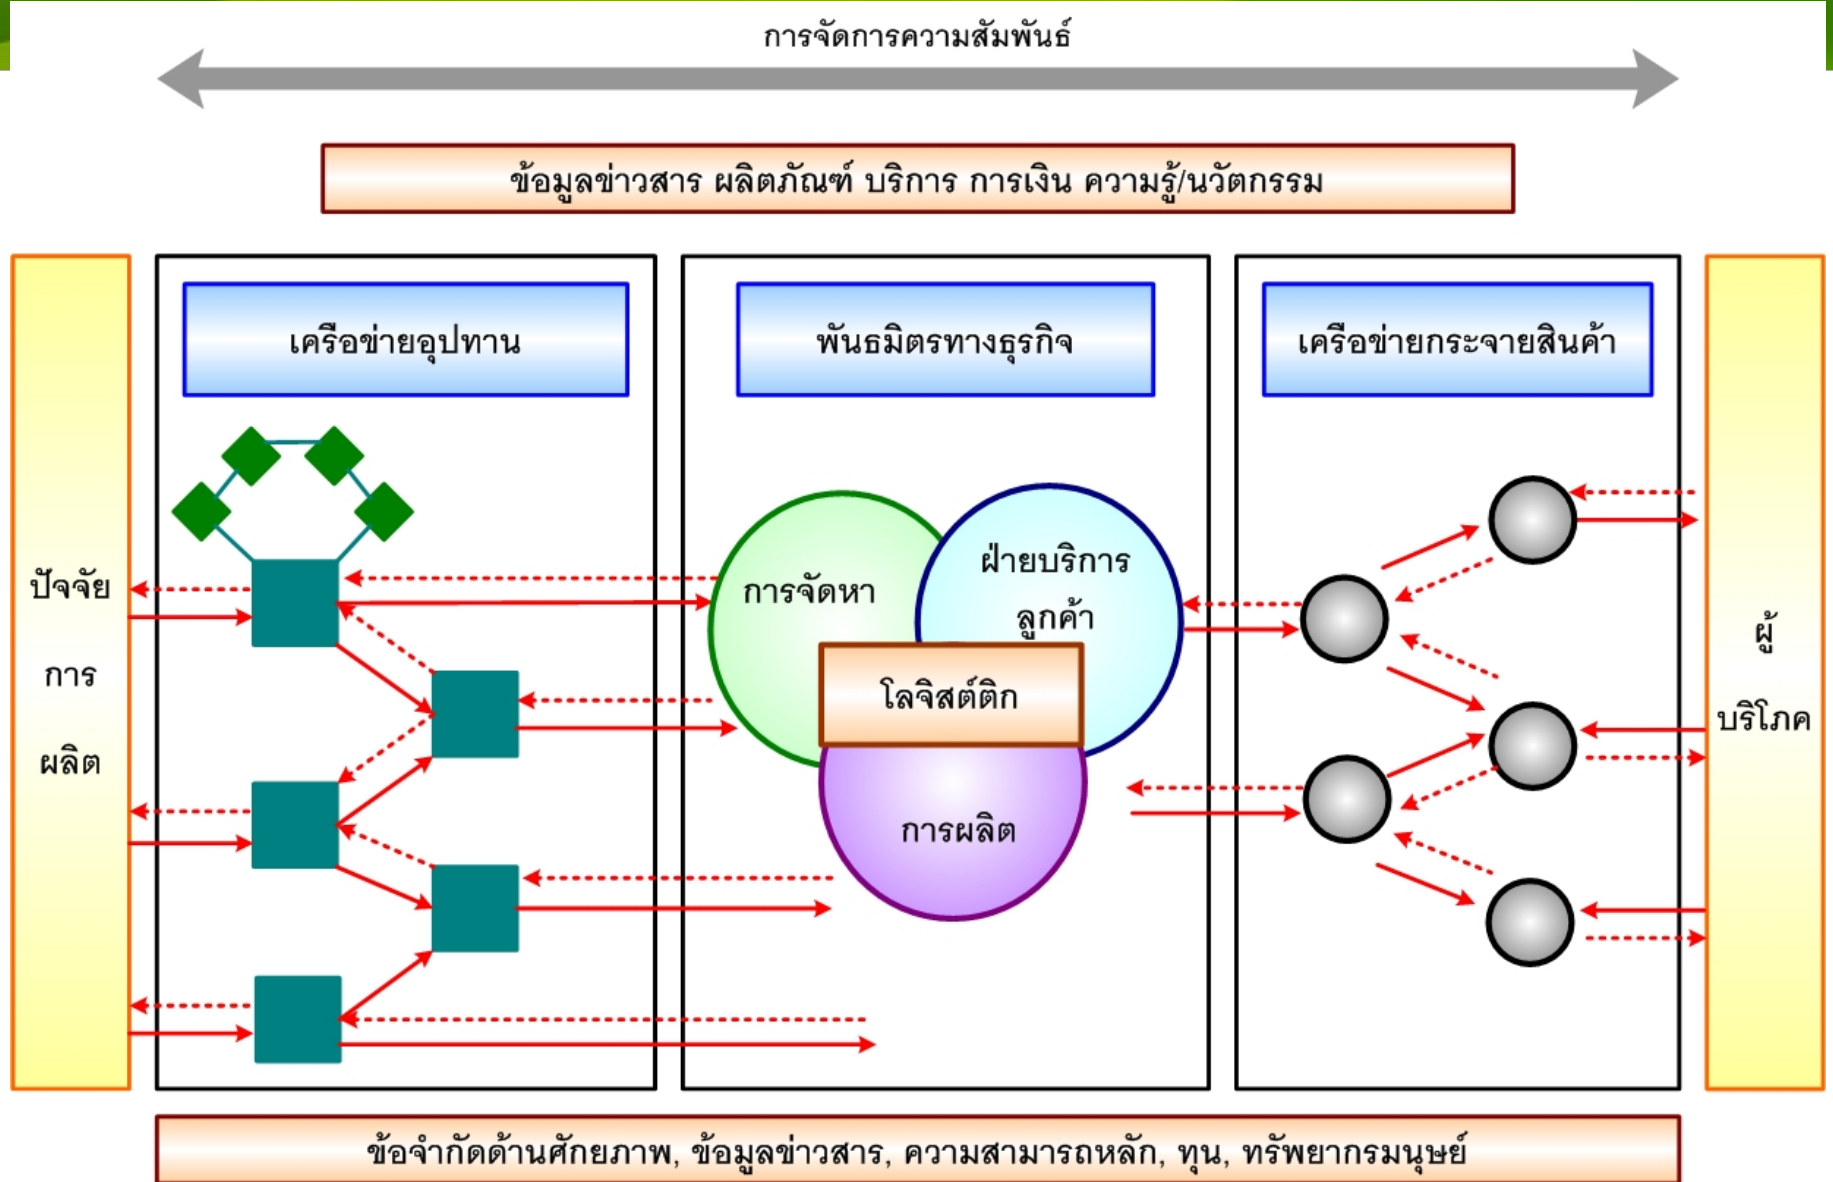 การจัดการความสัมพันธ์
ข้อมูลข่าวสาร ผลิตภัณฑ์ บริการ การเงิน ความรู้/นวัตกรรม
เครือข่ายอุปทาน
พันธมิตรทางธุรกิจ
เครือข่ายกระจายสินค้า
ปัจจัย
การ
ผลิต
การจัดหา
ฝ่ายบริการ
ลูกค้า
โลจิสต์ติก
การผลิต
ผู้
บริโภค
ข้อจำกัดด้านศักยภาพ, ข้อมูลข่าวสาร, ความสามารถหลัก, ทุน, ทรัพยากรมนุษย์